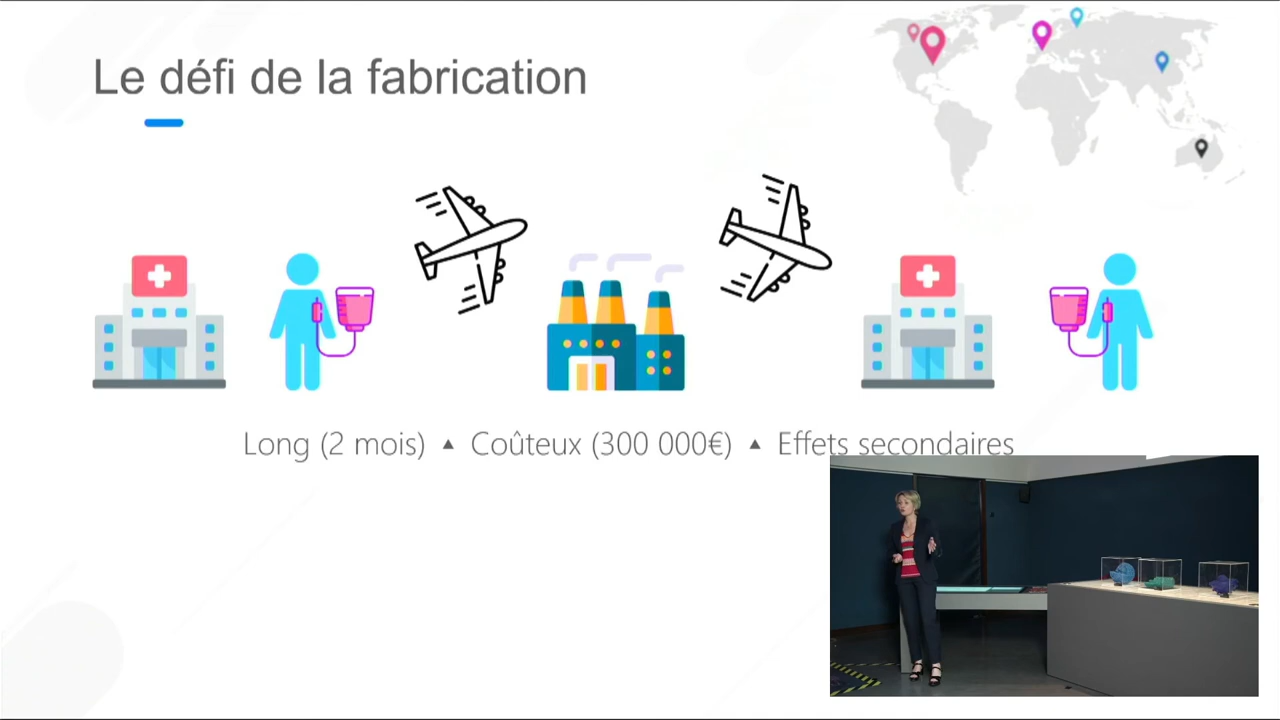 Le défi de la fabrication
Long (2 mois) ▲ Coûteux (300 000€) ▲ Effets secondaires